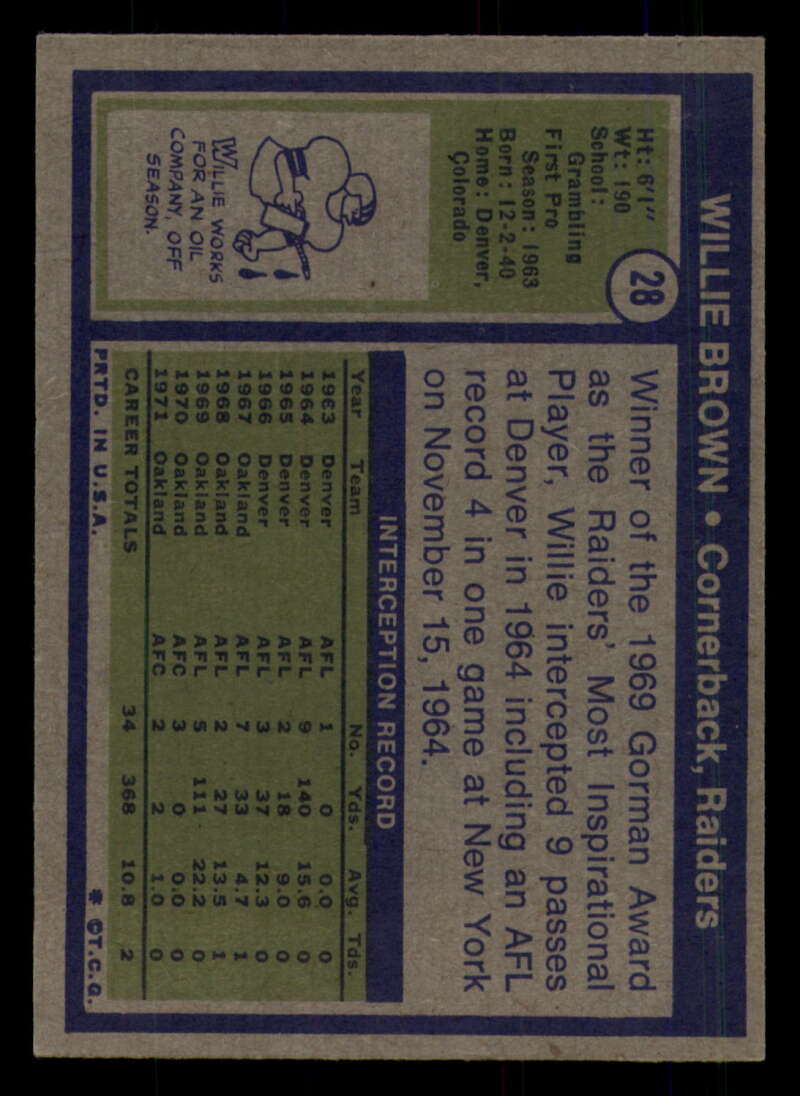 WILLIE BROWN • Cornerback, Raiders
28
Ht: 6'1"
Wt: 190
School:
Grambling
First Pro
Season: 1963
Born: 12-2-40
Home: Denver,
Colorado
WILLIE WORKS
FOR AN OIL
COMPANY, OFF
SEASON.
Winner of the 1969 Gorman Award
as the Raiders' Most Inspirational
Player, Willie intercepted 9 passes
at Denver in 1964 including an AFL
record 4 in one game at New York
on November 15, 1964.
INTERCEPTION RECORD
Year Team No. Yds. Avg. Tds.
1963 Denver AFL 1 0 0.0 0
1964 Denver AFL 9 140 15.6 0
1965 Denver AFL 2 18 9.0 0
1966 Denver AFL 3 37 12.3 0
1967 Oakland AFL 7 33 4.7 1
1968 Oakland AFL 2 27 13.5 1
1969 Oakland AFL 5 111 22.2 0
1970 Oakland AFC 3 0 0.0 0
1971 Oakland AFC 2 2 1.0 0
CAREER TOTALS 34 368 10.8 2
PRTD. IN U.S.A. * ©T.C.G.